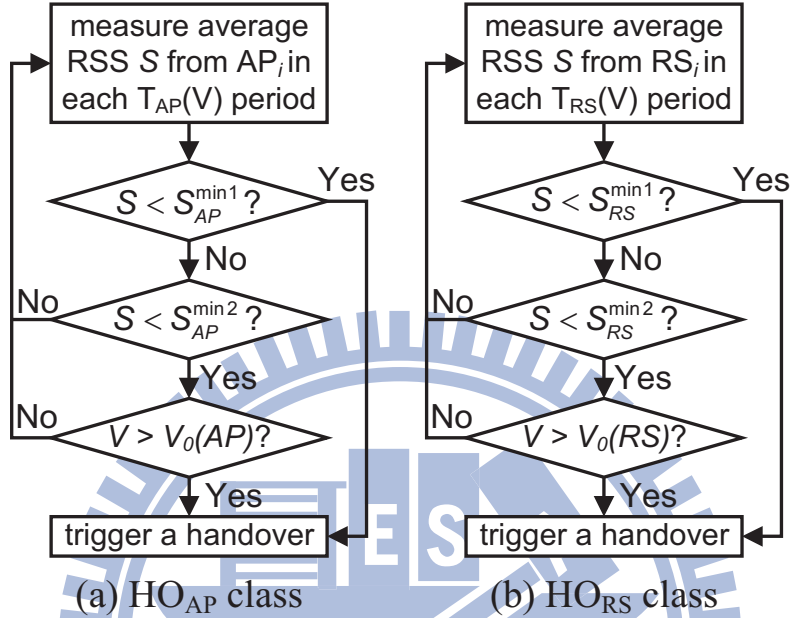 measure average
RSS S from AP_i in
each T_AP(V) period
Yes
S < S_AP^min1 ?
No
No
S < S_AP^min2 ?
Yes
No
V > V_0(AP)?
Yes
trigger a handover
(a) HO_AP class
measure average
RSS S from RS_i in
each T_RS(V) period
Yes
S < S_RS^min1 ?
No
No
S < S_RS^min2 ?
Yes
No
V > V_0(RS)?
Yes
trigger a handover
(b) HO_RS class
E S